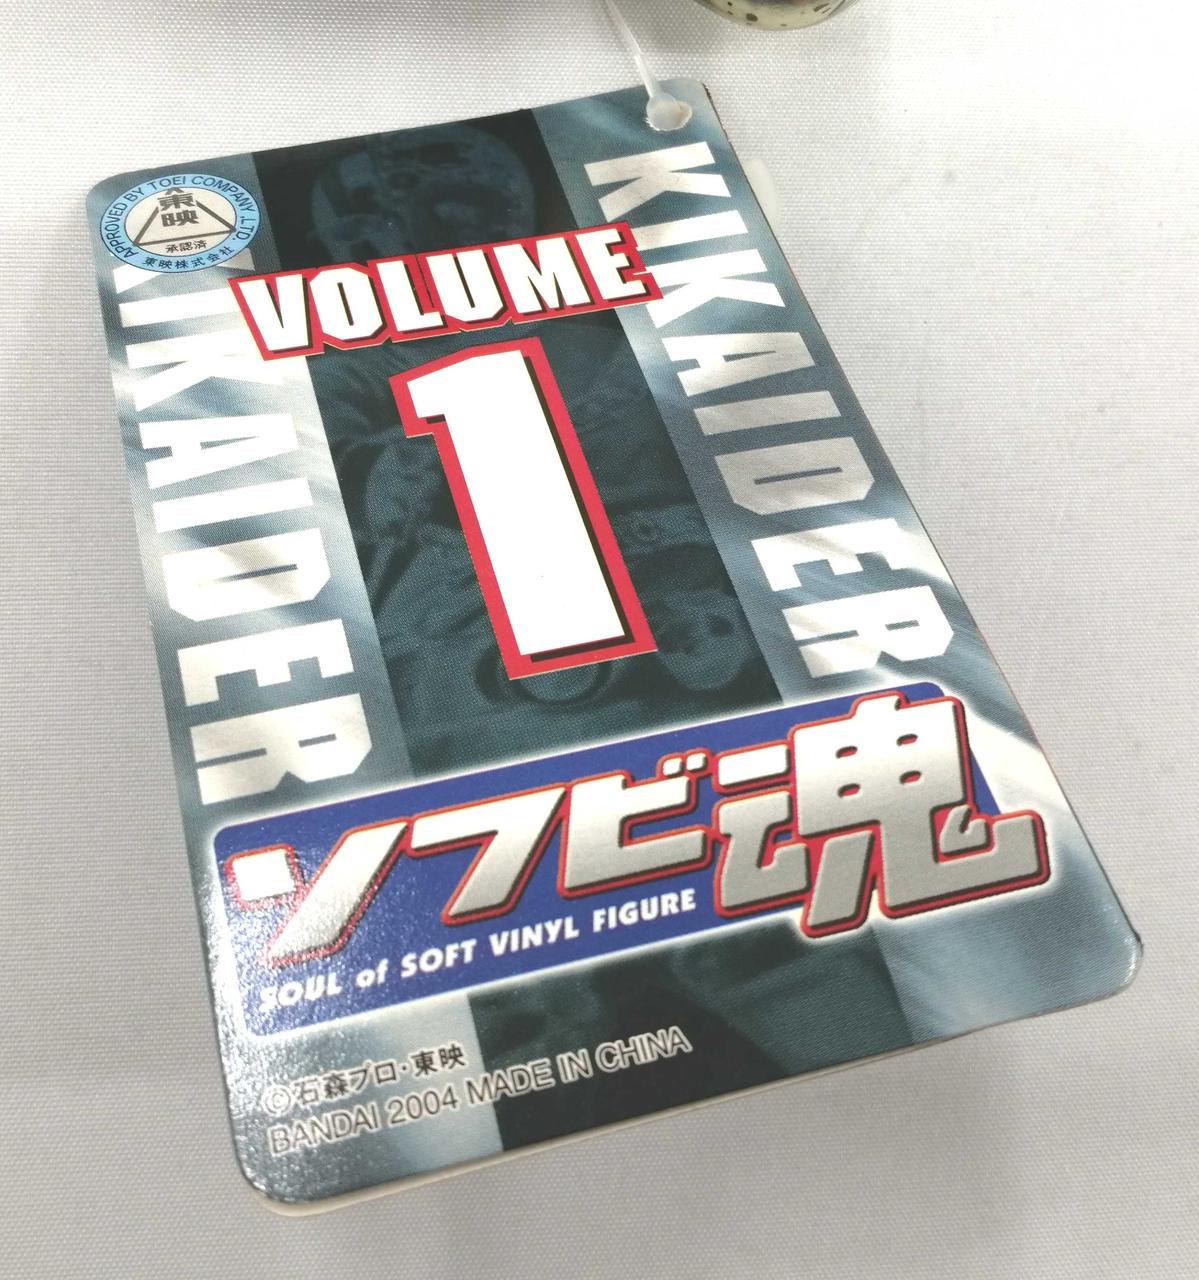 APPROVED BY TOEI COMPANY LTD.
東映
承認済
東映株式会社
KIKAIDER
KIKAIDER
VOLUME
1
ソフビ魂
SOUL of SOFT VINYL FIGURE
©石森プロ・東映
BANDAI 2004 MADE IN CHINA